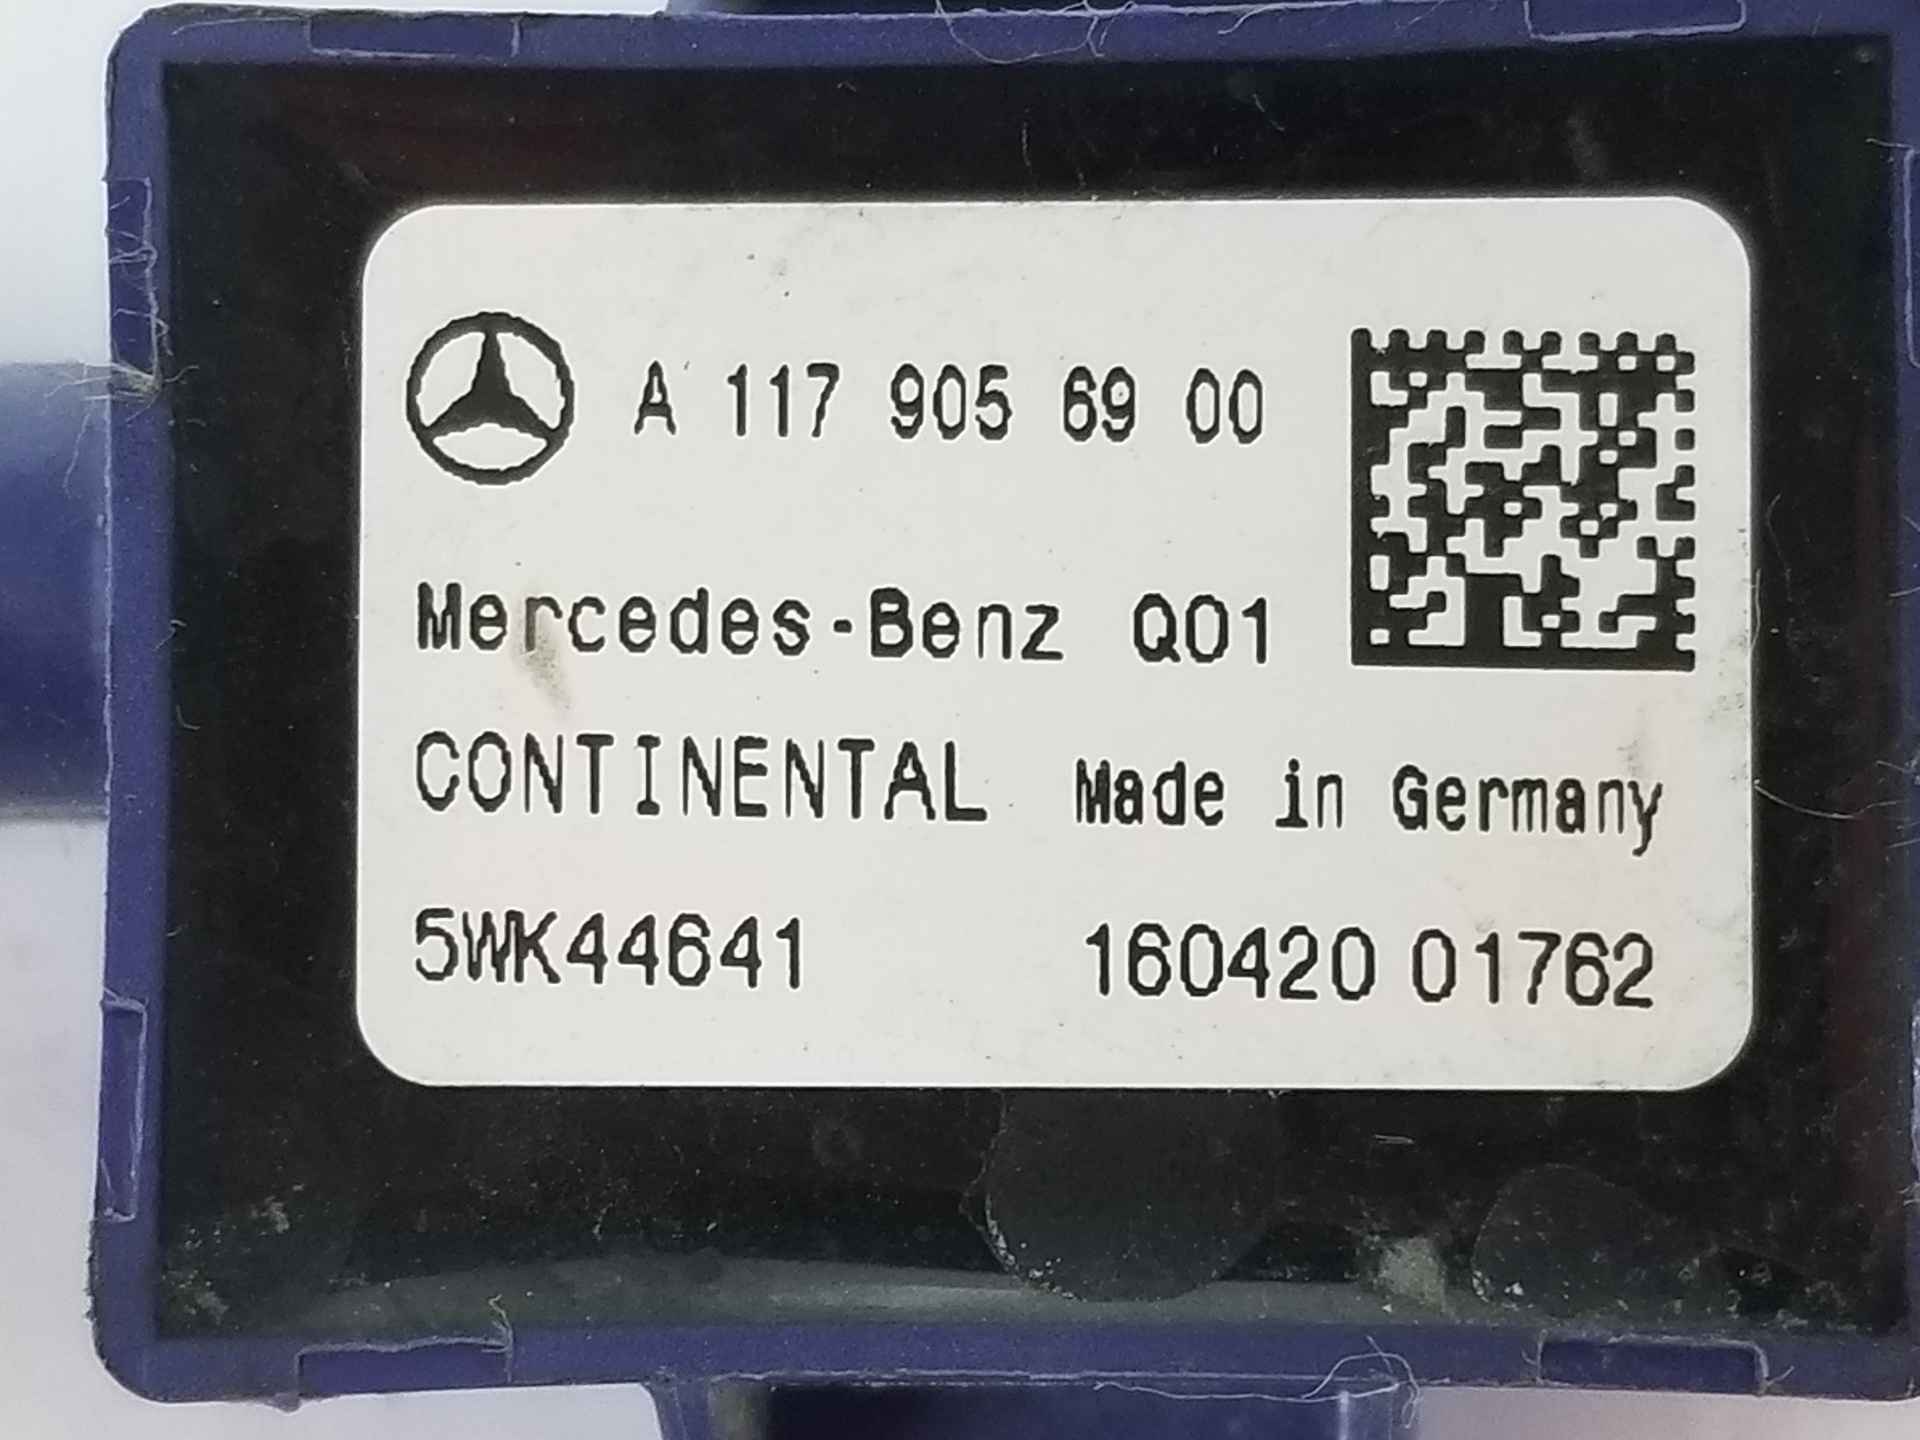 A 117 905 69 00
Mercedes-Benz Q01
CONTINENTAL Made in Germany
5WK44641 160420 01762